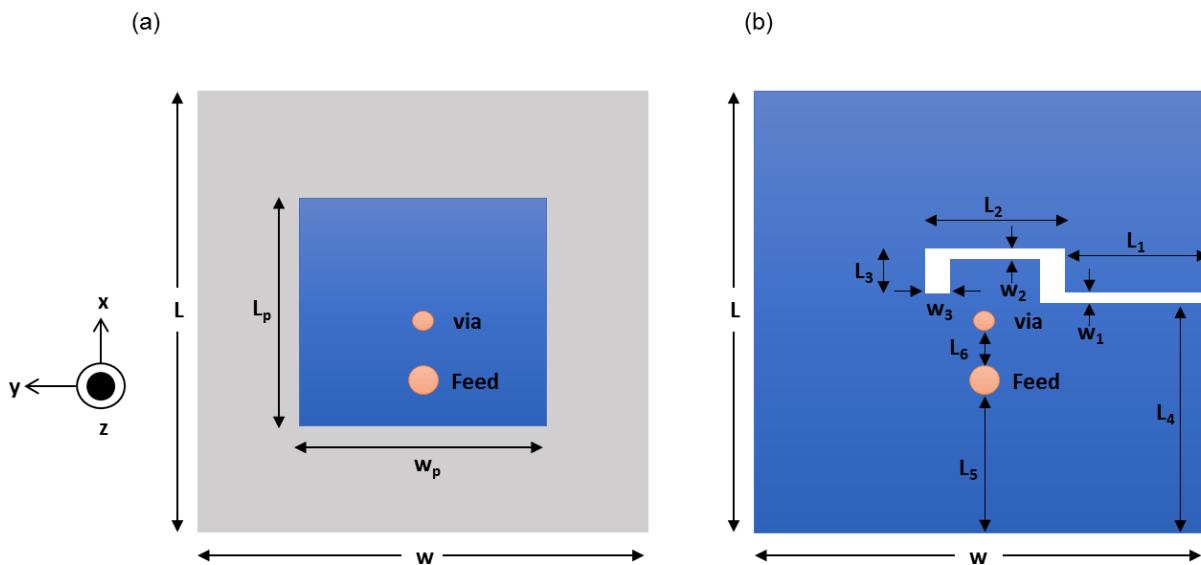 (a)
(b)
L
Lₚ
x
y
z
via
Feed
wₚ
w
L
L₂
L₁
L₃
w₂
w₃
via
w₁
L₆
Feed
L₄
L₅
w